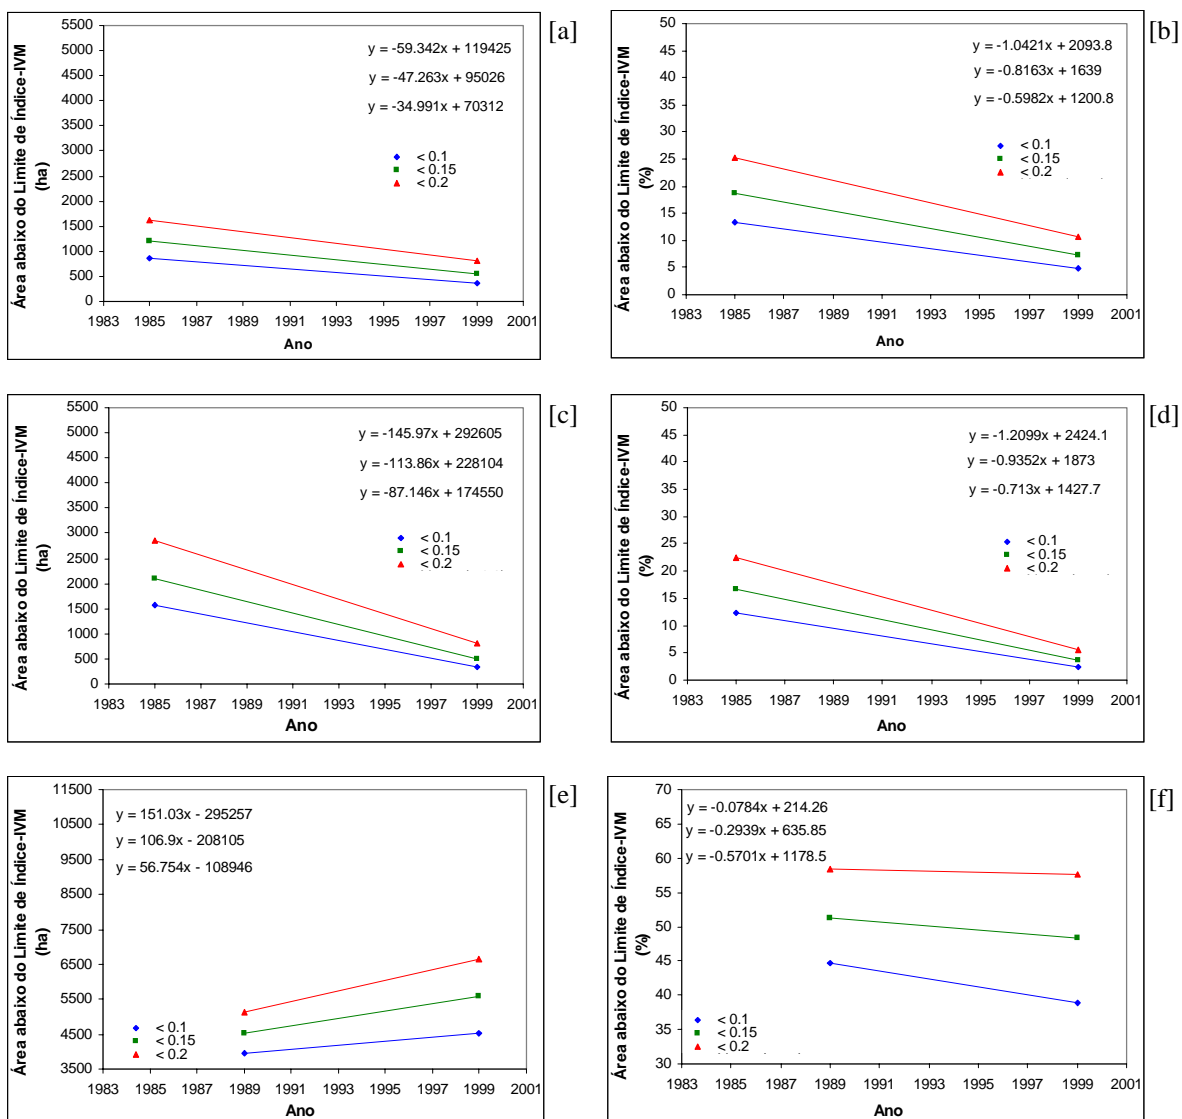 [a]
Área abaixo do Limite de Índice-IVM
(ha)
5500
5000
4500
4000
3500
3000
2500
2000
1500
1000
500
0
y = -59.342x + 119425
y = -47.263x + 95026
y = -34.991x + 70312
< 0.1
< 0.15
< 0.2
1983 1985 1987 1989 1991 1993 1995 1997 1999 2001
Ano
[b]
Área abaixo do Limite de Índice-IVM
(%)
50
45
40
35
30
25
20
15
10
5
0
y = -1.0421x + 2093.8
y = -0.8163x + 1639
y = -0.5982x + 1200.8
< 0.1
< 0.15
< 0.2
1983 1985 1987 1989 1991 1993 1995 1997 1999 2001
Ano
[c]
Área abaixo do Limite de Índice-IVM
(ha)
5500
5000
4500
4000
3500
3000
2500
2000
1500
1000
500
0
y = -145.97x + 292605
y = -113.86x + 228104
y = -87.146x + 174550
< 0.1
< 0.15
< 0.2
1983 1985 1987 1989 1991 1993 1995 1997 1999 2001
Ano
[d]
Área abaixo do Limite de Índice-IVM
(%)
50
45
40
35
30
25
20
15
10
5
0
y = -1.2099x + 2424.1
y = -0.9352x + 1873
y = -0.713x + 1427.7
< 0.1
< 0.15
< 0.2
1983 1985 1987 1989 1991 1993 1995 1997 1999 2001
Ano
[e]
Área abaixo do Limite de Índice-IVM
(ha)
11500
10500
9500
8500
7500
6500
5500
4500
3500
y = 151.03x - 295257
y = 106.9x - 208105
y = 56.754x - 108946
< 0.1
< 0.15
< 0.2
1983 1985 1987 1989 1991 1993 1995 1997 1999 2001
Ano
[f]
Área abaixo do Limite de Índice-IVM
(%)
70
65
60
55
50
45
40
35
30
y = -0.0784x + 214.26
y = -0.2939x + 635.85
y = -0.5701x + 1178.5
< 0.1
< 0.15
< 0.2
1983 1985 1987 1989 1991 1993 1995 1997 1999 2001
Ano